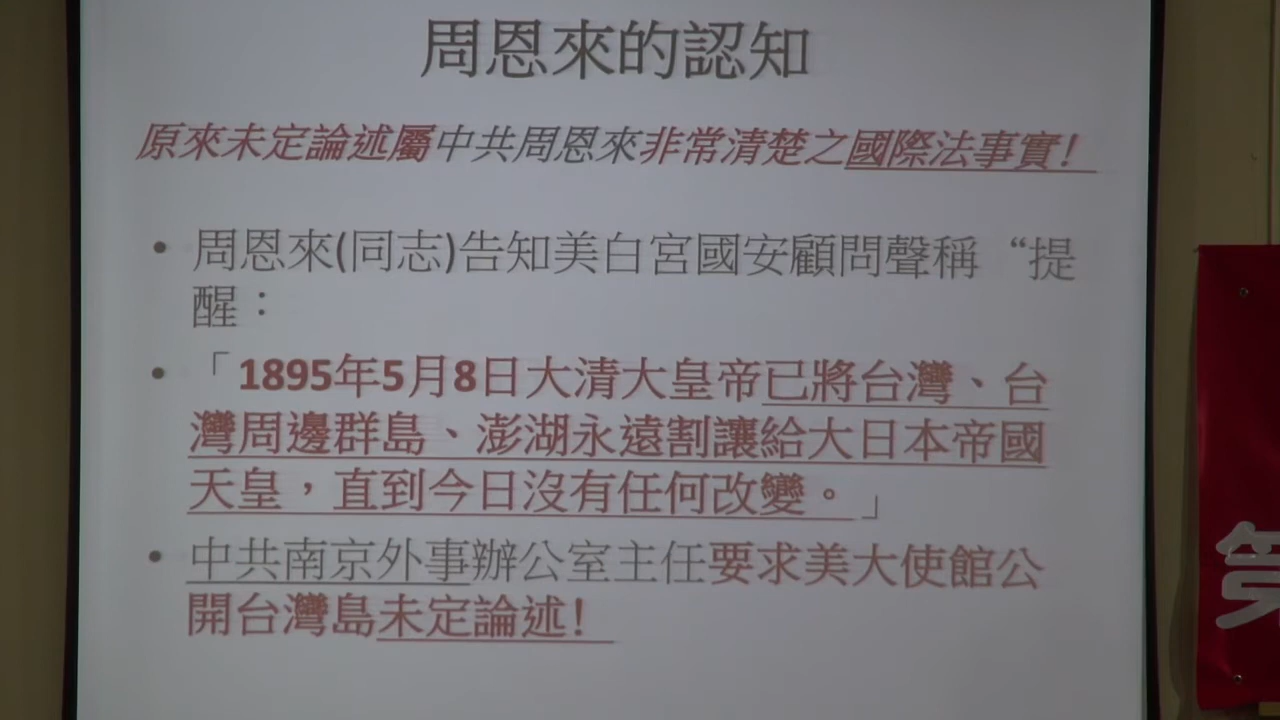 周恩來的認知
原來未定論述屬中共周恩來非常清楚之國際法事實！
• 周恩來(同志)告知美白宮國安顧問聲稱“提
醒：
• 「1895年5月8日大清大皇帝已將台灣、台
灣周邊群島、澎湖永遠割讓給大日本帝國
天皇，直到今日沒有任何改變。」
• 中共南京外事辦公室主任要求美大使館公
開台灣島未定論述！
第